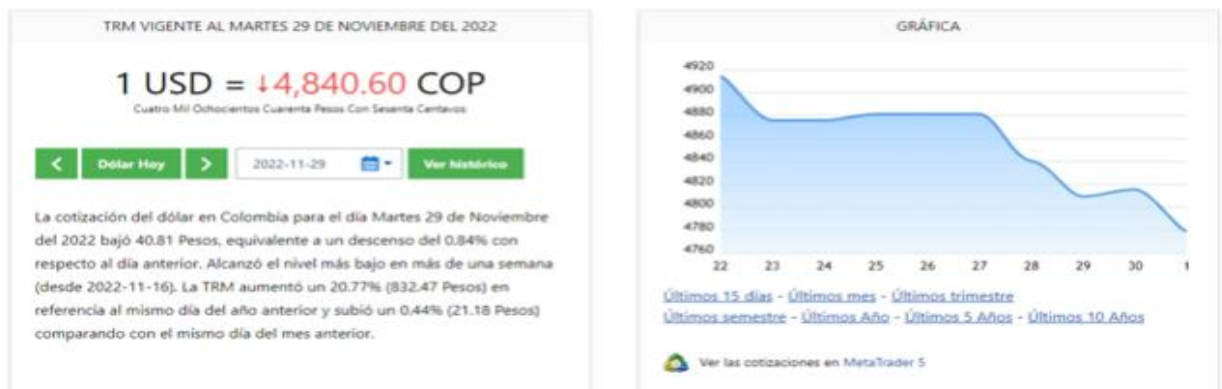 TRM VIGENTE AL MARTES 29 DE NOVIEMBRE DEL 2022
1 USD = ↓4,840.60 COP
Cuatro Mil Ochocientos Cuarenta Pesos Con Sesenta Centavos
< Dólar Hoy > 2022-11-29 Ver histórico
La cotización del dólar en Colombia para el día Martes 29 de Noviembre
del 2022 bajó 40.81 Pesos, equivalente a un descenso del 0.84% con
respecto al día anterior. Alcanzó el nivel más bajo en más de una semana
(desde 2022-11-16). La TRM aumentó un 20.77% (832.47 Pesos) en
referencia al mismo día del año anterior y subió un 0.44% (21.18 Pesos)
comparando con el mismo día del mes anterior.
GRÁFICA
4920
4900
4880
4860
4840
4820
4800
4780
4760
22 23 24 25 26 27 28 29 30 1
Últimos 15 días - Últimos mes - Últimos trimestre
Últimos semestre - Últimos Año - Últimos 5 Años - Últimos 10 Años
Ver las cotizaciones en MetaTrader 5